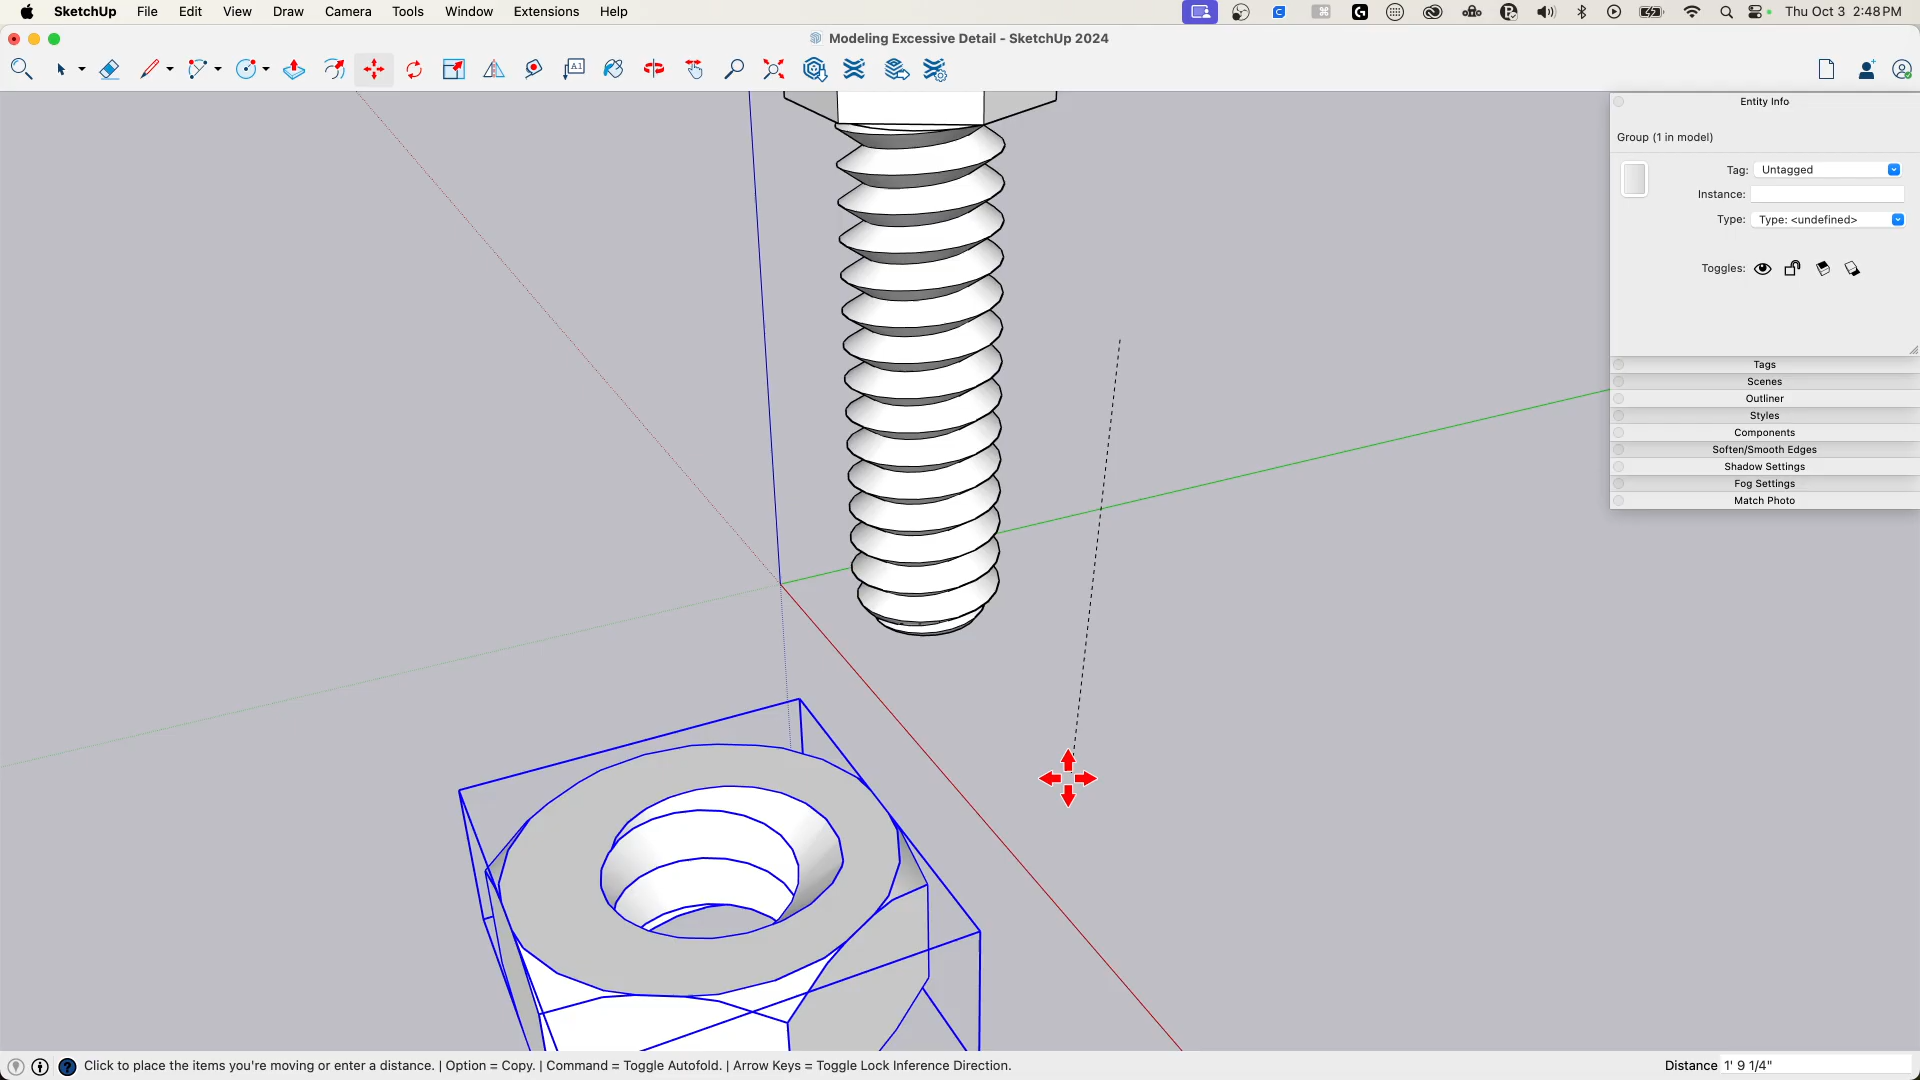 SketchUp File Edit View Draw Camera Tools Window Extensions Help
Thu Oct 3 2:48 PM
Modeling Excessive Detail - SketchUp 2024
A1
Entity Info
Group (1 in model)
Tag: Untagged
Instance:
Type: Type: <undefined>
Toggles:
Tags
Scenes
Outliner
Styles
Components
Soften/Smooth Edges
Shadow Settings
Fog Settings
Match Photo
Click to place the items you're moving or enter a distance. | Option = Copy. | Command = Toggle Autofold. | Arrow Keys = Toggle Lock Inference Direction.
Distance 1' 9 1/4"